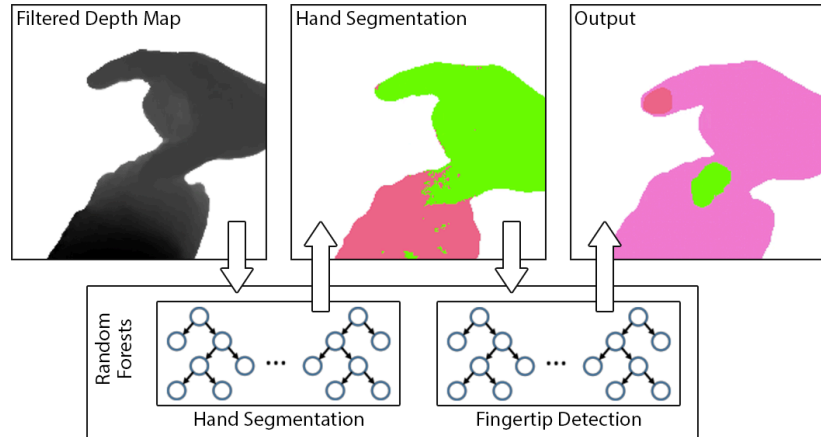 Filtered Depth Map
Hand Segmentation
Output
Random
Forests
...
...
Hand Segmentation
Fingertip Detection